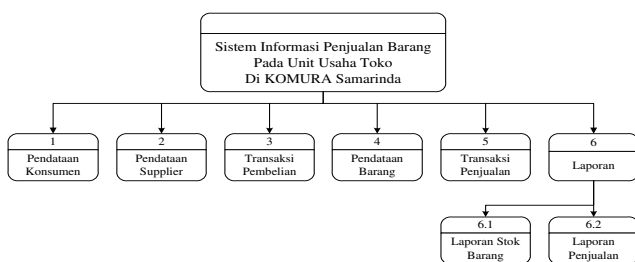 Sistem Informasi Penjualan Barang
Pada Unit Usaha Toko
Di KOMURA Samarinda
1
Pendataan
Konsumen
2
Pendataan
Supplier
3
Transaksi
Pembelian
4
Pendataan
Barang
5
Transaksi
Penjualan
6
Laporan
6.1
Laporan Stok
Barang
6.2
Laporan
Penjualan